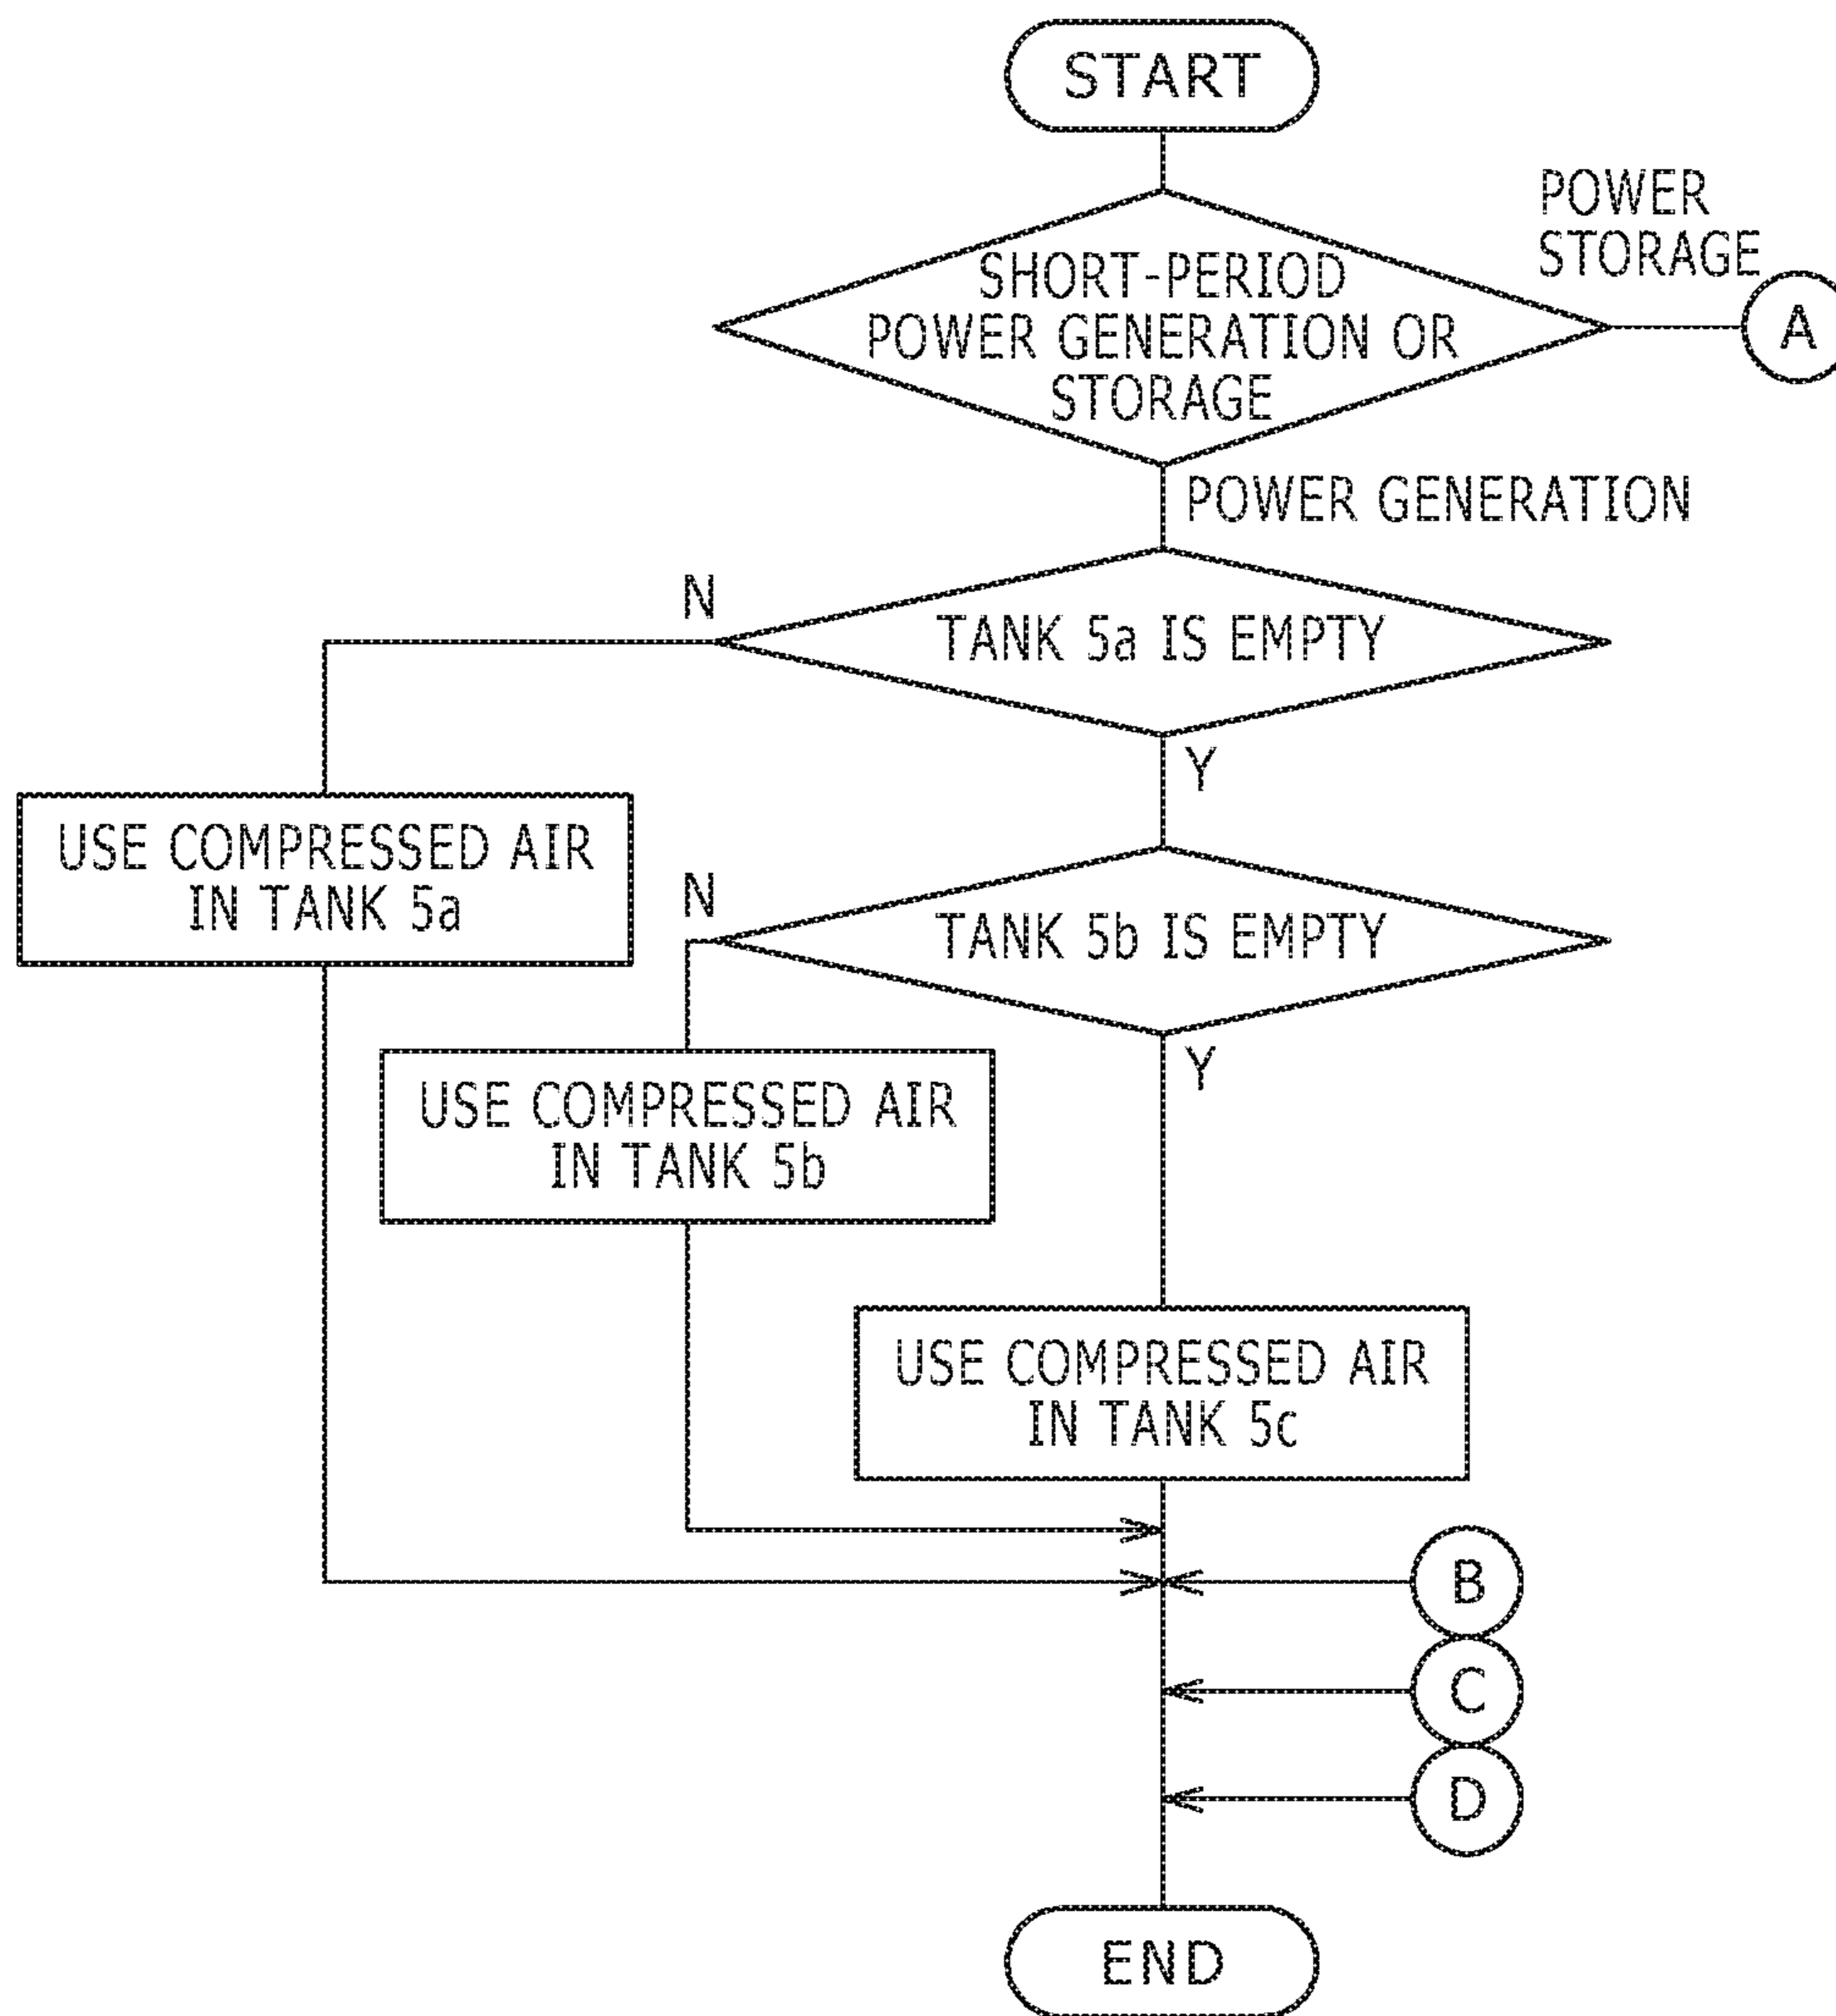 START
POWER
STORAGE
SHORT-PERIOD
POWER GENERATION OR
STORAGE
A
POWER GENERATION
N
TANK 5a IS EMPTY
Y
USE COMPRESSED AIR
IN TANK 5a
N
TANK 5b IS EMPTY
Y
USE COMPRESSED AIR
IN TANK 5b
USE COMPRESSED AIR
IN TANK 5c
B
C
D
END